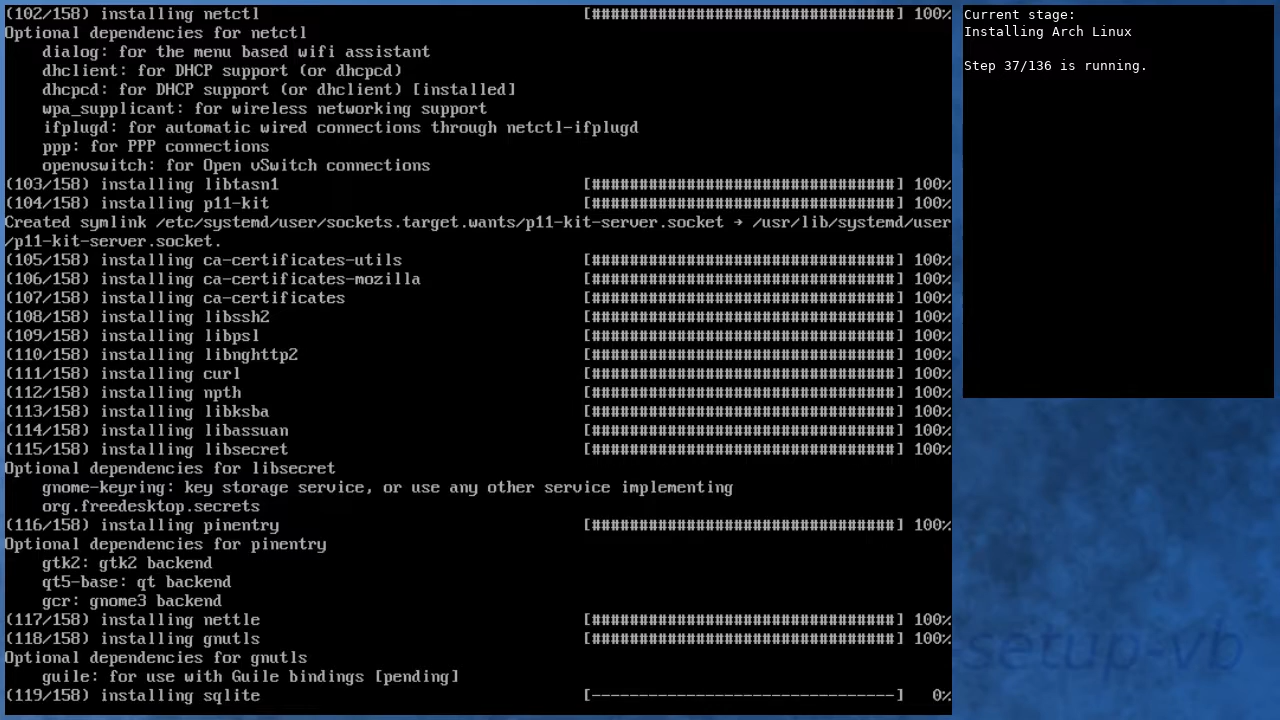 (102/158) installing netctl [################################] 100%
Optional dependencies for netctl
dialog: for the menu based wifi assistant
dhclient: for DHCP support (or dhcpcd)
dhcpcd: for DHCP support (or dhclient) [installed]
wpa_supplicant: for wireless networking support
ifplugd: for automatic wired connections through netctl-ifplugd
ppp: for PPP connections
openvswitch: for Open vSwitch connections
(103/158) installing libtasn1 [################################] 100%
(104/158) installing p11-kit [################################] 100%
Created symlink /etc/systemd/user/sockets.target.wants/p11-kit-server.socket → /usr/lib/systemd/user
/p11-kit-server.socket.
(105/158) installing ca-certificates-utils [################################] 100%
(106/158) installing ca-certificates-mozilla [################################] 100%
(107/158) installing ca-certificates [################################] 100%
(108/158) installing libssh2 [################################] 100%
(109/158) installing libpsl [################################] 100%
(110/158) installing libnghttp2 [################################] 100%
(111/158) installing curl [################################] 100%
(112/158) installing npth [################################] 100%
(113/158) installing libksba [################################] 100%
(114/158) installing libassuan [################################] 100%
(115/158) installing libsecret [################################] 100%
Optional dependencies for libsecret
gnome-keyring: key storage service, or use any other service implementing
org.freedesktop.secrets
(116/158) installing pinentry [################################] 100%
Optional dependencies for pinentry
gtk2: gtk2 backend
qt5-base: qt backend
gcr: gnome3 backend
(117/158) installing nettle [################################] 100%
(118/158) installing gnutls [################################] 100%
Optional dependencies for gnutls
guile: for use with Guile bindings [pending]
(119/158) installing sqlite [--------------------------------] 0%
Current stage:
Installing Arch Linux
Step 37/136 is running.
setup-vb